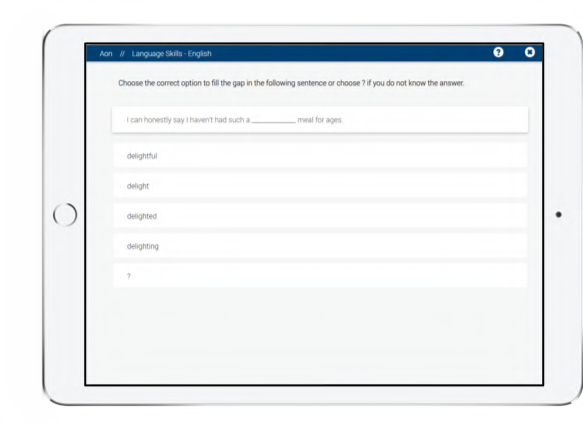 Aon // Language Skills - English
Choose the correct option to fill the gap in the following sentence or choose ? if you do not know the answer.
I can honestly say I haven't had such a ____________ meal for ages.
delightful
delight
delighted
delighting
?